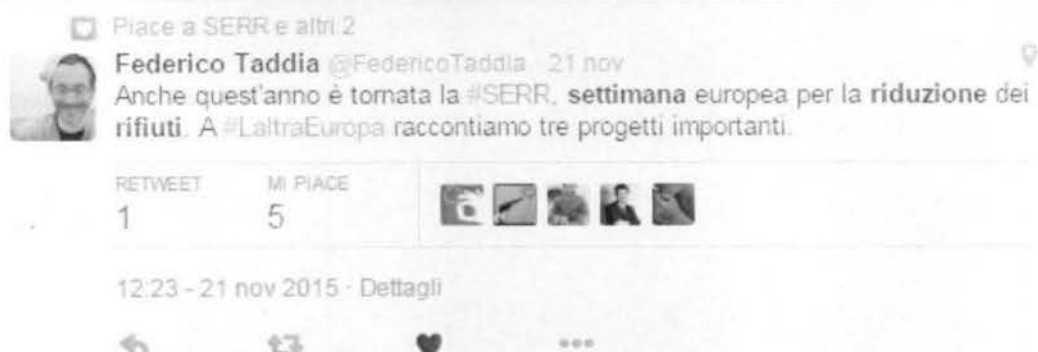 Piace a SERR e altri 2
Federico Taddia @FedericoTaddia · 21 nov
Anche quest'anno è tornata la #SERR, settimana europea per la riduzione dei
rifiuti. A #LaltraEuropa raccontiamo tre progetti importanti.
RETWEET MI PIACE
1 5
12:23 - 21 nov 2015 · Dettagli